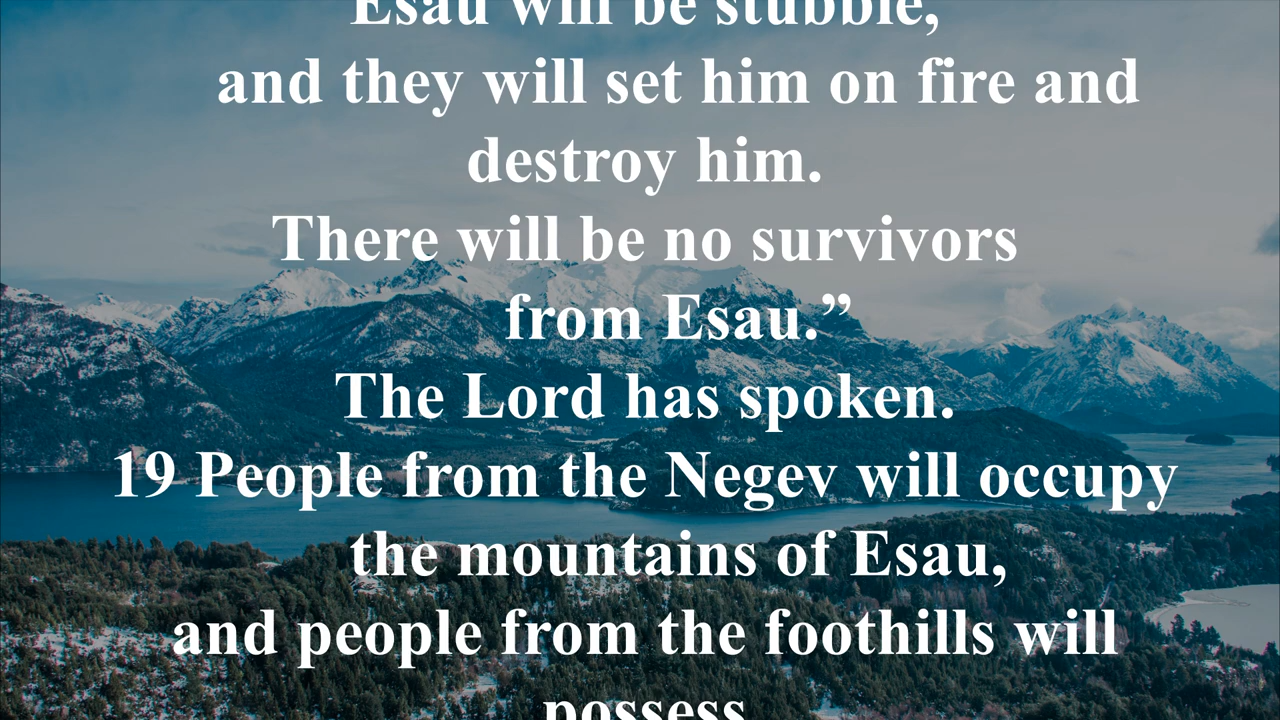 Esau will be stubble,
and they will set him on fire and
destroy him.
There will be no survivors
from Esau.”
The Lord has spoken.
19 People from the Negev will occupy
the mountains of Esau,
and people from the foothills will
possess